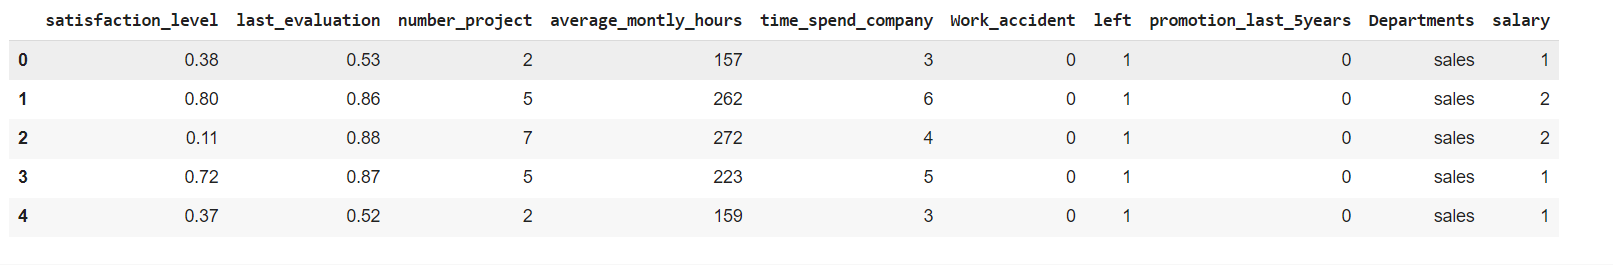 satisfaction_level last_evaluation number_project average_montly_hours time_spend_company Work_accident left promotion_last_5years Departments salary
0 0.38 0.53 2 157 3 0 1 0 sales 1
1 0.80 0.86 5 262 6 0 1 0 sales 2
2 0.11 0.88 7 272 4 0 1 0 sales 2
3 0.72 0.87 5 223 5 0 1 0 sales 1
4 0.37 0.52 2 159 3 0 1 0 sales 1